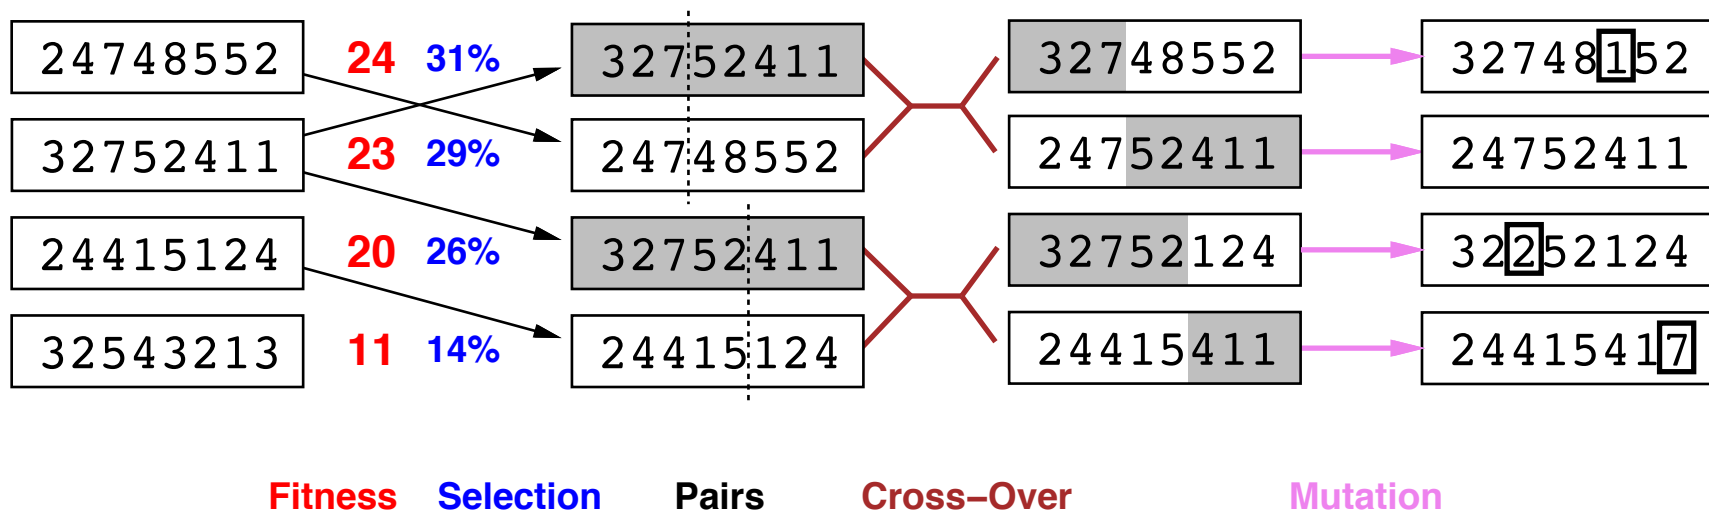 24748552 24 31% 32752411 32748552 32748152
32752411 23 29% 24748552 24752411 24752411
24415124 20 26% 32752411 32752124 32252124
32543213 11 14% 24415124 24415411 24415417
Fitness Selection Pairs Cross–Over Mutation